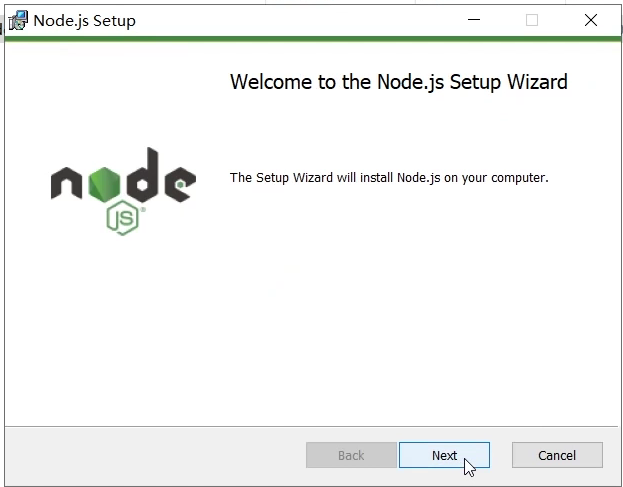 Node.js Setup
Welcome to the Node.js Setup Wizard
The Setup Wizard will install Node.js on your computer.
node
JS
Back
Next
Cancel